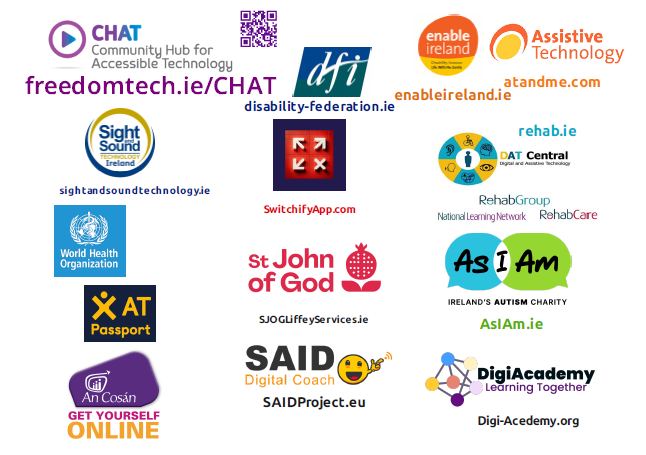 CHAT
Community Hub for
Accessible Technology
freedomtech.ie/CHAT
dfi
disability-federation.ie
enable
ireland
enableireland.ie
Assistive
Technology
atandme.com
Sight
and
Sound
TECHNOLOGY
Ireland
sightandsoundtechnology.ie
SwitchifyApp.com
rehab.ie
DAT Central
Digital and Assistive Technology
RehabGroup
National Learning Network RehabCare
World Health
Organization
St John
of God
SJOGLiffeyServices.ie
AsIAm
IRELAND'S AUTISM CHARITY
AsIAm.ie
AT
Passport
An Cosán
GET YOURSELF
ONLINE
SAID
Digital Coach
SAIDProject.eu
DigiAcademy
Learning Together
Digi-Acedemy.org